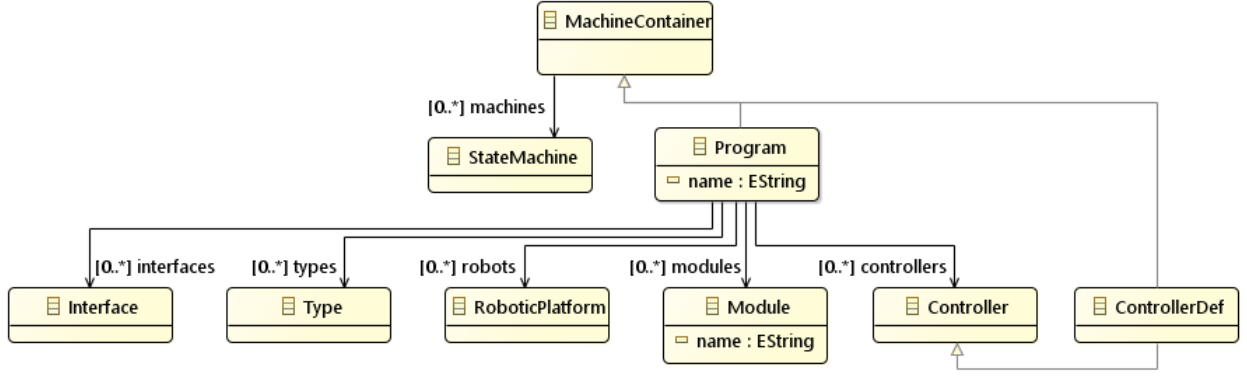 MachineContainer
[0..*] machines
StateMachine
Program
name : EString
[0..*] interfaces
[0..*] types
[0..*] robots
[0..*] modules
[0..*] controllers
Interface
Type
RoboticPlatform
Module
name : EString
Controller
ControllerDef